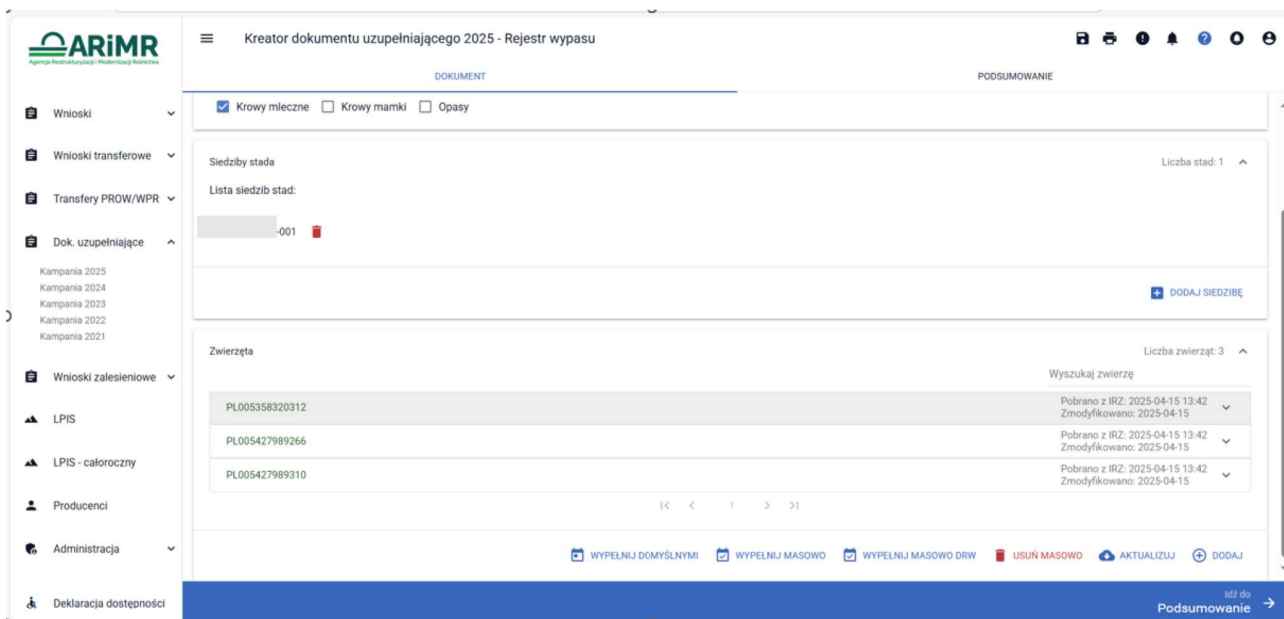 ARiMR
Agencja Restrukturyzacji i Modernizacji Rolnictwa
Kreator dokumentu uzupełniającego 2025 - Rejestr wypasu
DOKUMENT
PODSUMOWANIE
Wnioski
Wnioski transferowe
Transfery PROW/WPR
Dok. uzupełniające
Kampania 2025
Kampania 2024
Kampania 2023
Kampania 2022
Kampania 2021
Wnioski zalesieniowe
LPIS
LPIS - całoroczny
Producenci
Administracja
Deklaracja dostępności
Krowy mleczne Krowy mamki Opasy
Siedziby stada Liczba stad: 1
Lista siedzib stad:
-001
DODAJ SIEDZIBĘ
Zwierzęta Liczba zwierząt: 3
Wyszukaj zwierzę
PL005358320312 Pobrano z IRZ: 2025-04-15 13:42
Zmodyfikowano: 2025-04-15
PL005427989266 Pobrano z IRZ: 2025-04-15 13:42
Zmodyfikowano: 2025-04-15
PL005427989310 Pobrano z IRZ: 2025-04-15 13:42
Zmodyfikowano: 2025-04-15
1
WYPEŁNIJ DOMYŚLNYMI WYPEŁNIJ MASOWO WYPEŁNIJ MASOWO DRW USUŃ MASOWO AKTUALIZUJ DODAJ
Idź do
Podsumowanie